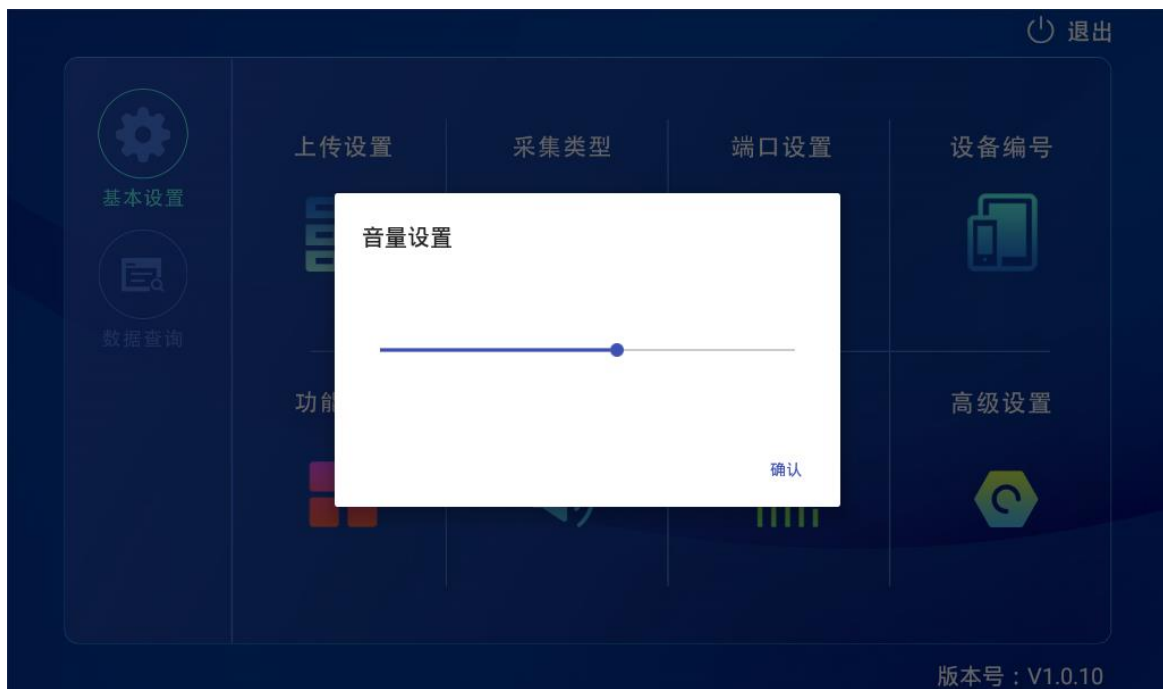 退出
上传设置
采集类型
端口设置
设备编号
基本设置
音量设置
数据查询
功能
高级设置
确认
版本号：V1.0.10